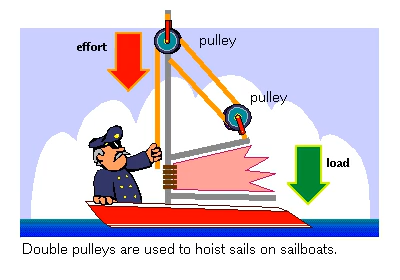 effort
pulley
pulley
load
Double pulleys are used to hoist sails on sailboats.